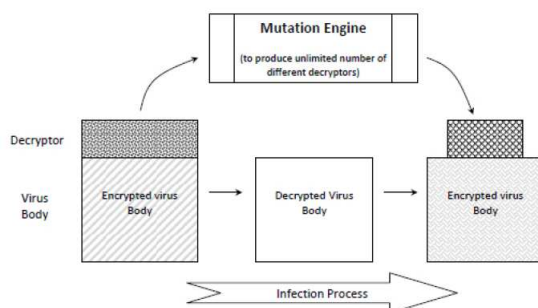 Mutation Engine
(to produce unlimited number of
different decryptors)
Decryptor
Virus
Body
Encrypted virus
Body
Decrypted Virus
Body
Encrypted virus
Body
Infection Process